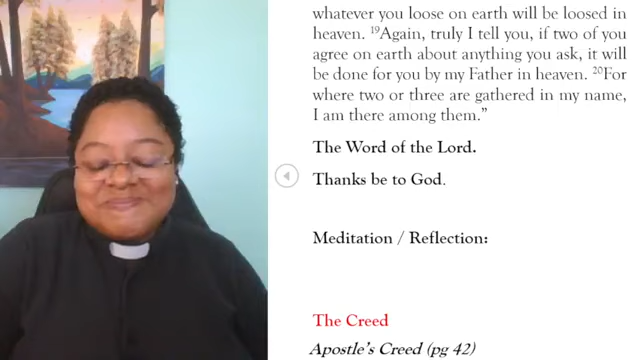 whatever you loose on earth will be loosed in
heaven. ¹⁹Again, truly I tell you, if two of you
agree on earth about anything you ask, it will
be done for you by my Father in heaven. ²⁰For
where two or three are gathered in my name,
I am there among them.”
The Word of the Lord.
Thanks be to God.
Meditation / Reflection:
The Creed
Apostle’s Creed (pg 42)